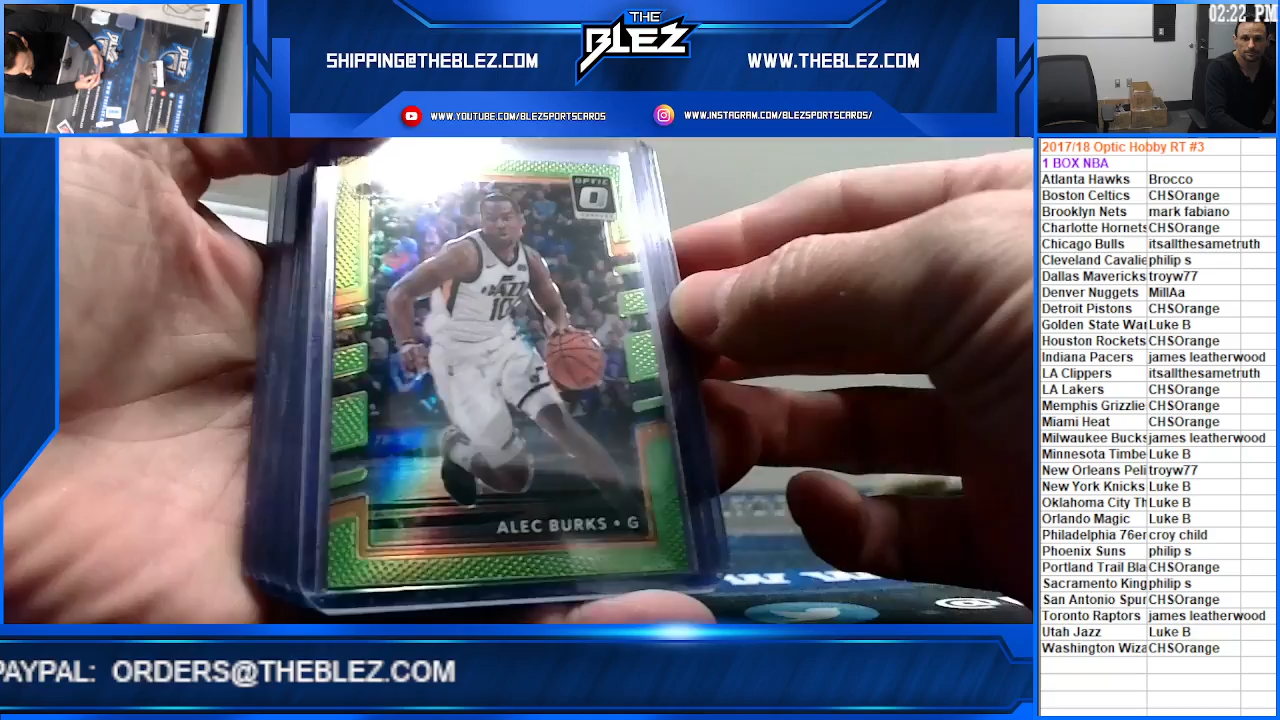 THE
BLEZ
SHIPPING@THEBLEZ.COM
WWW.THEBLEZ.COM
WWW.YOUTUBE.COM/BLEZSPORTSCARDS
WWW.INSTAGRAM.COM/BLEZSPORTSCARDS/
02:22 PM
OPTIC
JAZZ
10
ALEC BURKS • G
PAYPAL: ORDERS@THEBLEZ.COM
2017/18 Optic Hobby RT #3
1 BOX NBA
Atlanta Hawks Brocco
Boston Celtics CHSOrange
Brooklyn Nets mark fabiano
Charlotte Hornets CHSOrange
Chicago Bulls itsallthesametruth
Cleveland Cavalie philip s
Dallas Mavericks troyw77
Denver Nuggets MillAa
Detroit Pistons CHSOrange
Golden State War Luke B
Houston Rockets CHSOrange
Indiana Pacers james leatherwood
LA Clippers itsallthesametruth
LA Lakers CHSOrange
Memphis Grizzlie CHSOrange
Miami Heat CHSOrange
Milwaukee Bucks james leatherwood
Minnesota Timbe Luke B
New Orleans Peli troyw77
New York Knicks Luke B
Oklahoma City Th Luke B
Orlando Magic Luke B
Philadelphia 76er croy child
Phoenix Suns philip s
Portland Trail Bla CHSOrange
Sacramento King philip s
San Antonio Spur CHSOrange
Toronto Raptors james leatherwood
Utah Jazz Luke B
Washington Wiza CHSOrange